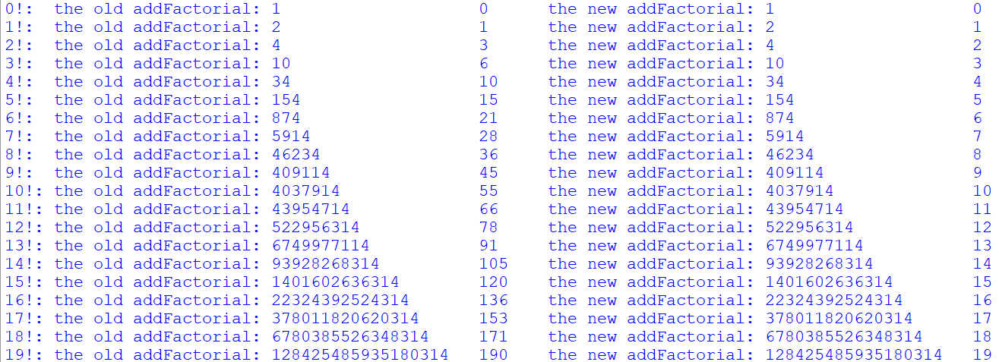 0!:  the old addFactorial: 1                    0      the new addFactorial: 1                    0
1!:  the old addFactorial: 2                    1      the new addFactorial: 2                    1
2!:  the old addFactorial: 4                    3      the new addFactorial: 4                    2
3!:  the old addFactorial: 10                   6      the new addFactorial: 10                   3
4!:  the old addFactorial: 34                   10     the new addFactorial: 34                   4
5!:  the old addFactorial: 154                  15     the new addFactorial: 154                  5
6!:  the old addFactorial: 874                  21     the new addFactorial: 874                  6
7!:  the old addFactorial: 5914                 28     the new addFactorial: 5914                 7
8!:  the old addFactorial: 46234                36     the new addFactorial: 46234                8
9!:  the old addFactorial: 409114               45     the new addFactorial: 409114               9
10!: the old addFactorial: 4037914              55     the new addFactorial: 4037914              10
11!: the old addFactorial: 43954714             66     the new addFactorial: 43954714             11
12!: the old addFactorial: 522956314            78     the new addFactorial: 522956314            12
13!: the old addFactorial: 6749977114           91     the new addFactorial: 6749977114           13
14!: the old addFactorial: 93928268314          105    the new addFactorial: 93928268314          14
15!: the old addFactorial: 1401602636314        120    the new addFactorial: 1401602636314        15
16!: the old addFactorial: 22324392524314       136    the new addFactorial: 22324392524314       16
17!: the old addFactorial: 378011820620314      153    the new addFactorial: 378011820620314      17
18!: the old addFactorial: 6780385526348314     171    the new addFactorial: 6780385526348314     18
19!: the old addFactorial: 128425485935180314   190    the new addFactorial: 128425485935180314   19